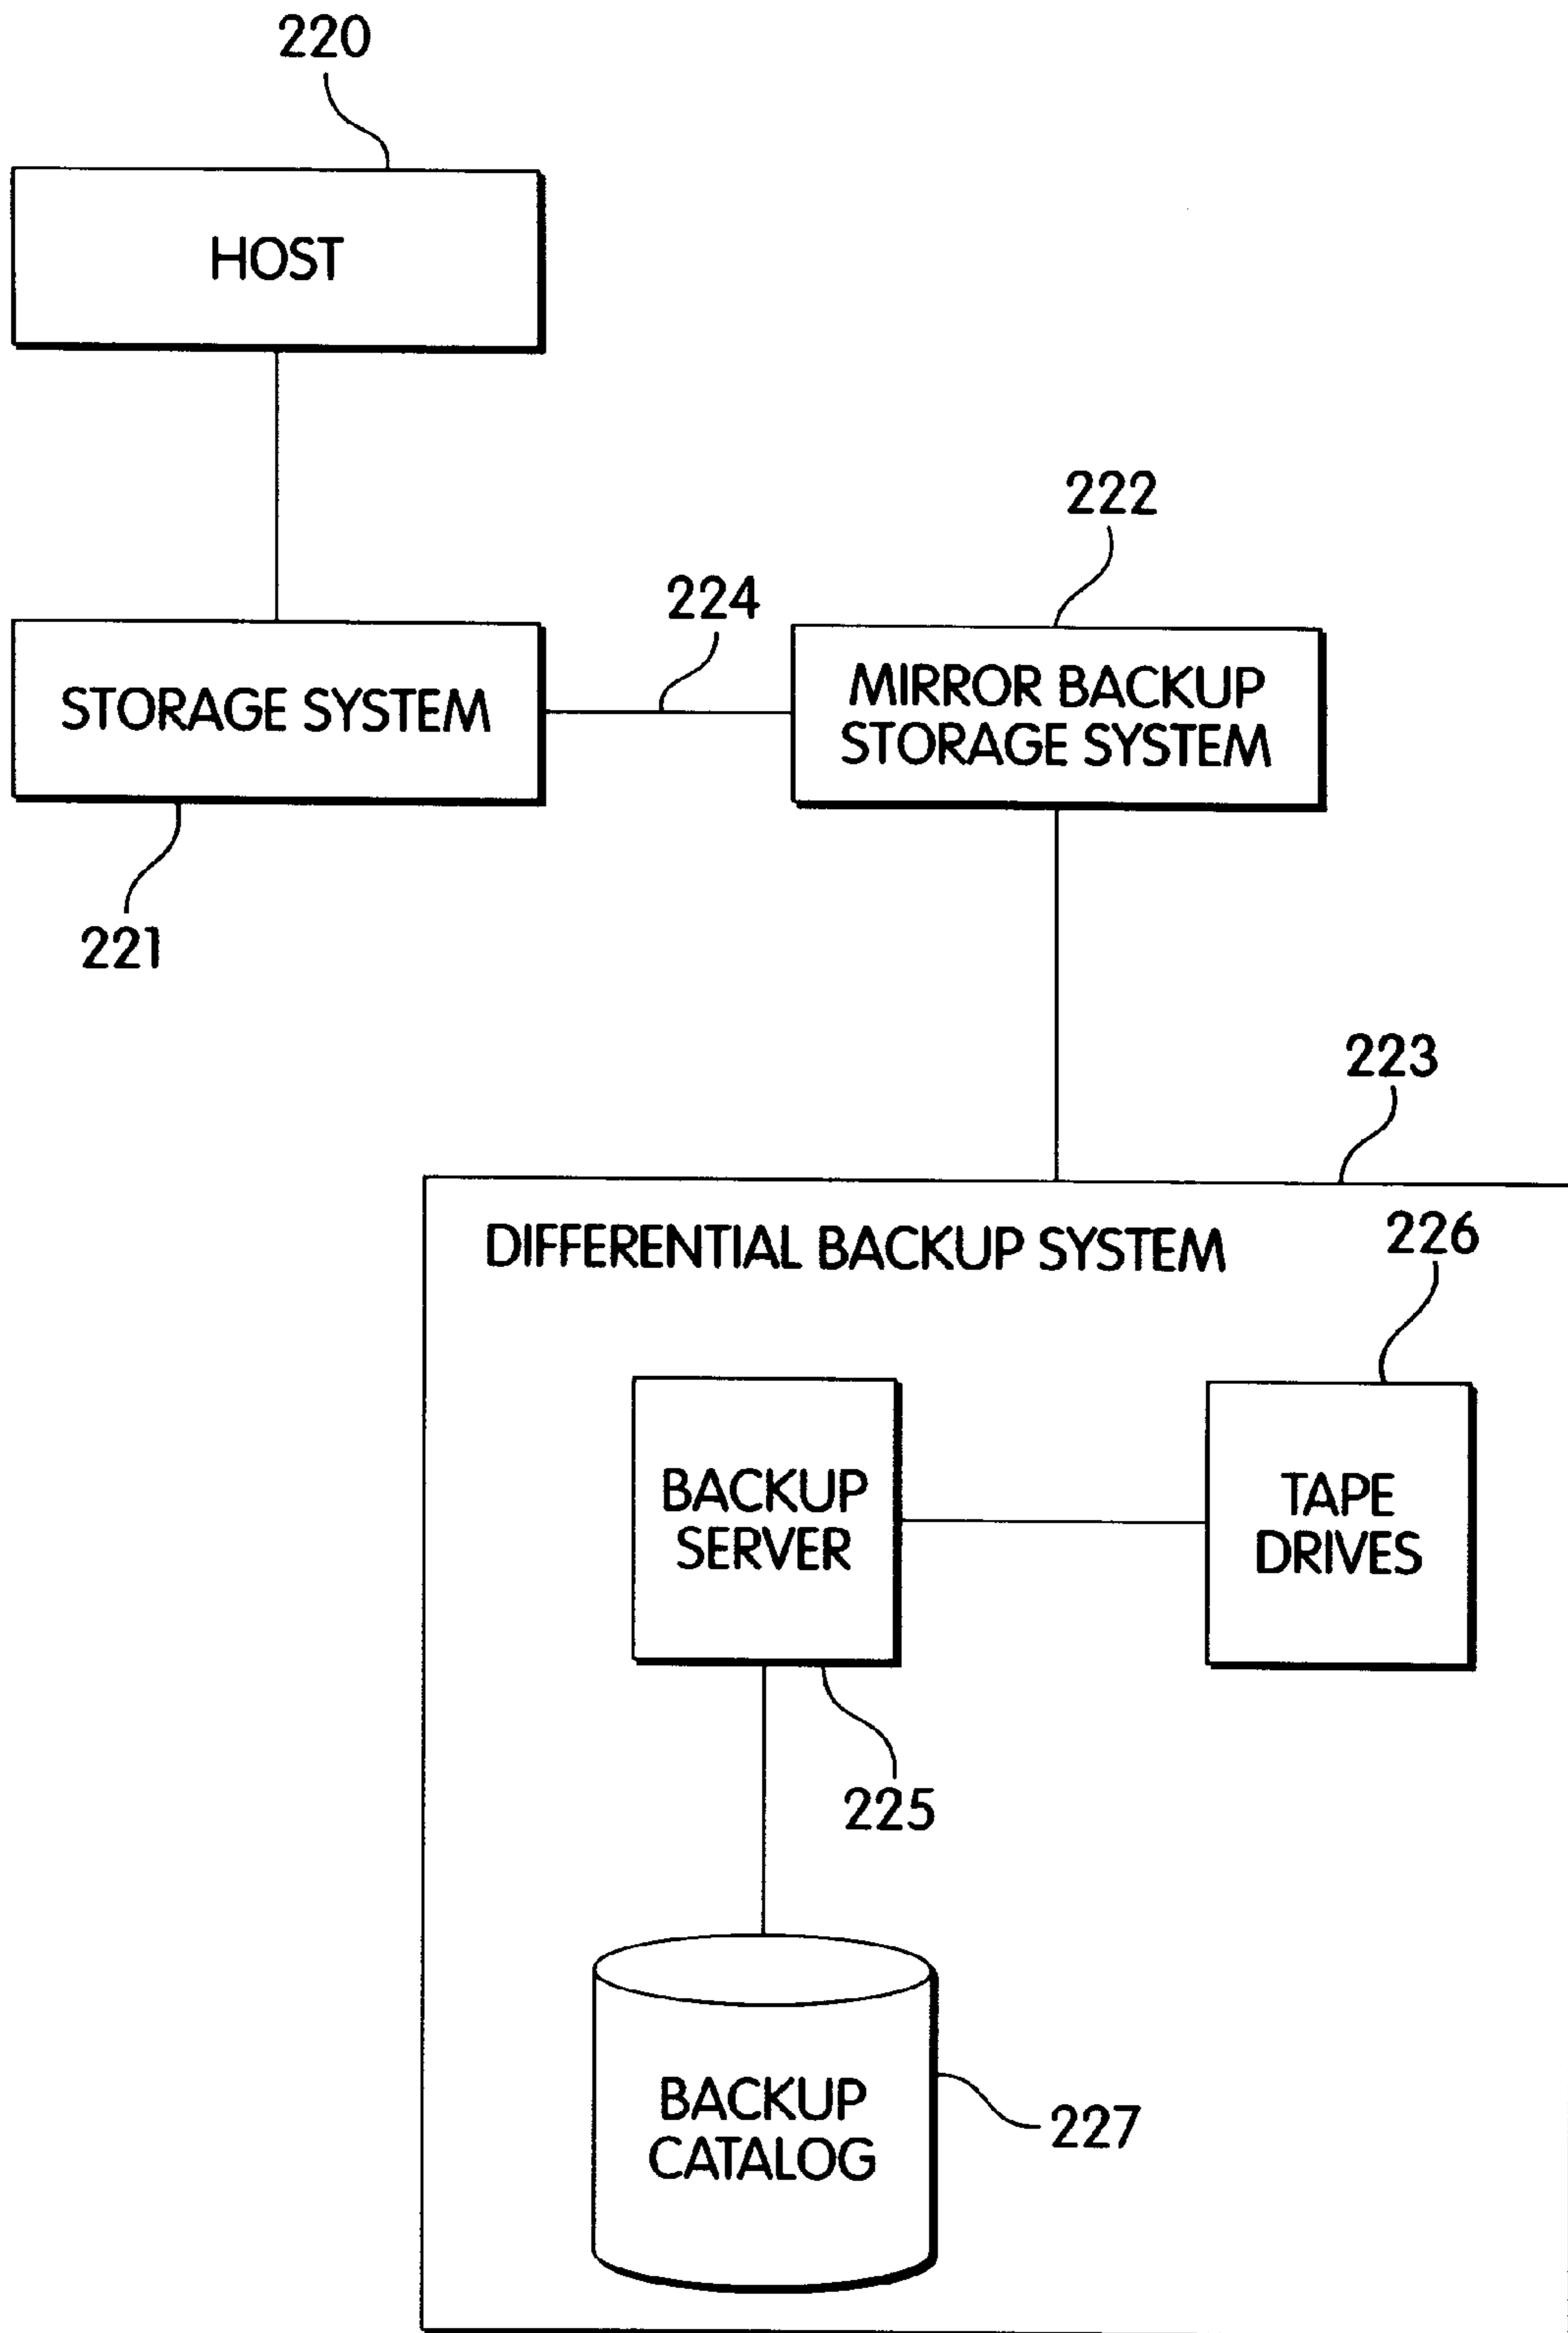 220
HOST
222
224
STORAGE SYSTEM
MIRROR BACKUP
STORAGE SYSTEM
221
223
DIFFERENTIAL BACKUP SYSTEM
226
BACKUP
SERVER
TAPE
DRIVES
225
BACKUP
CATALOG
227